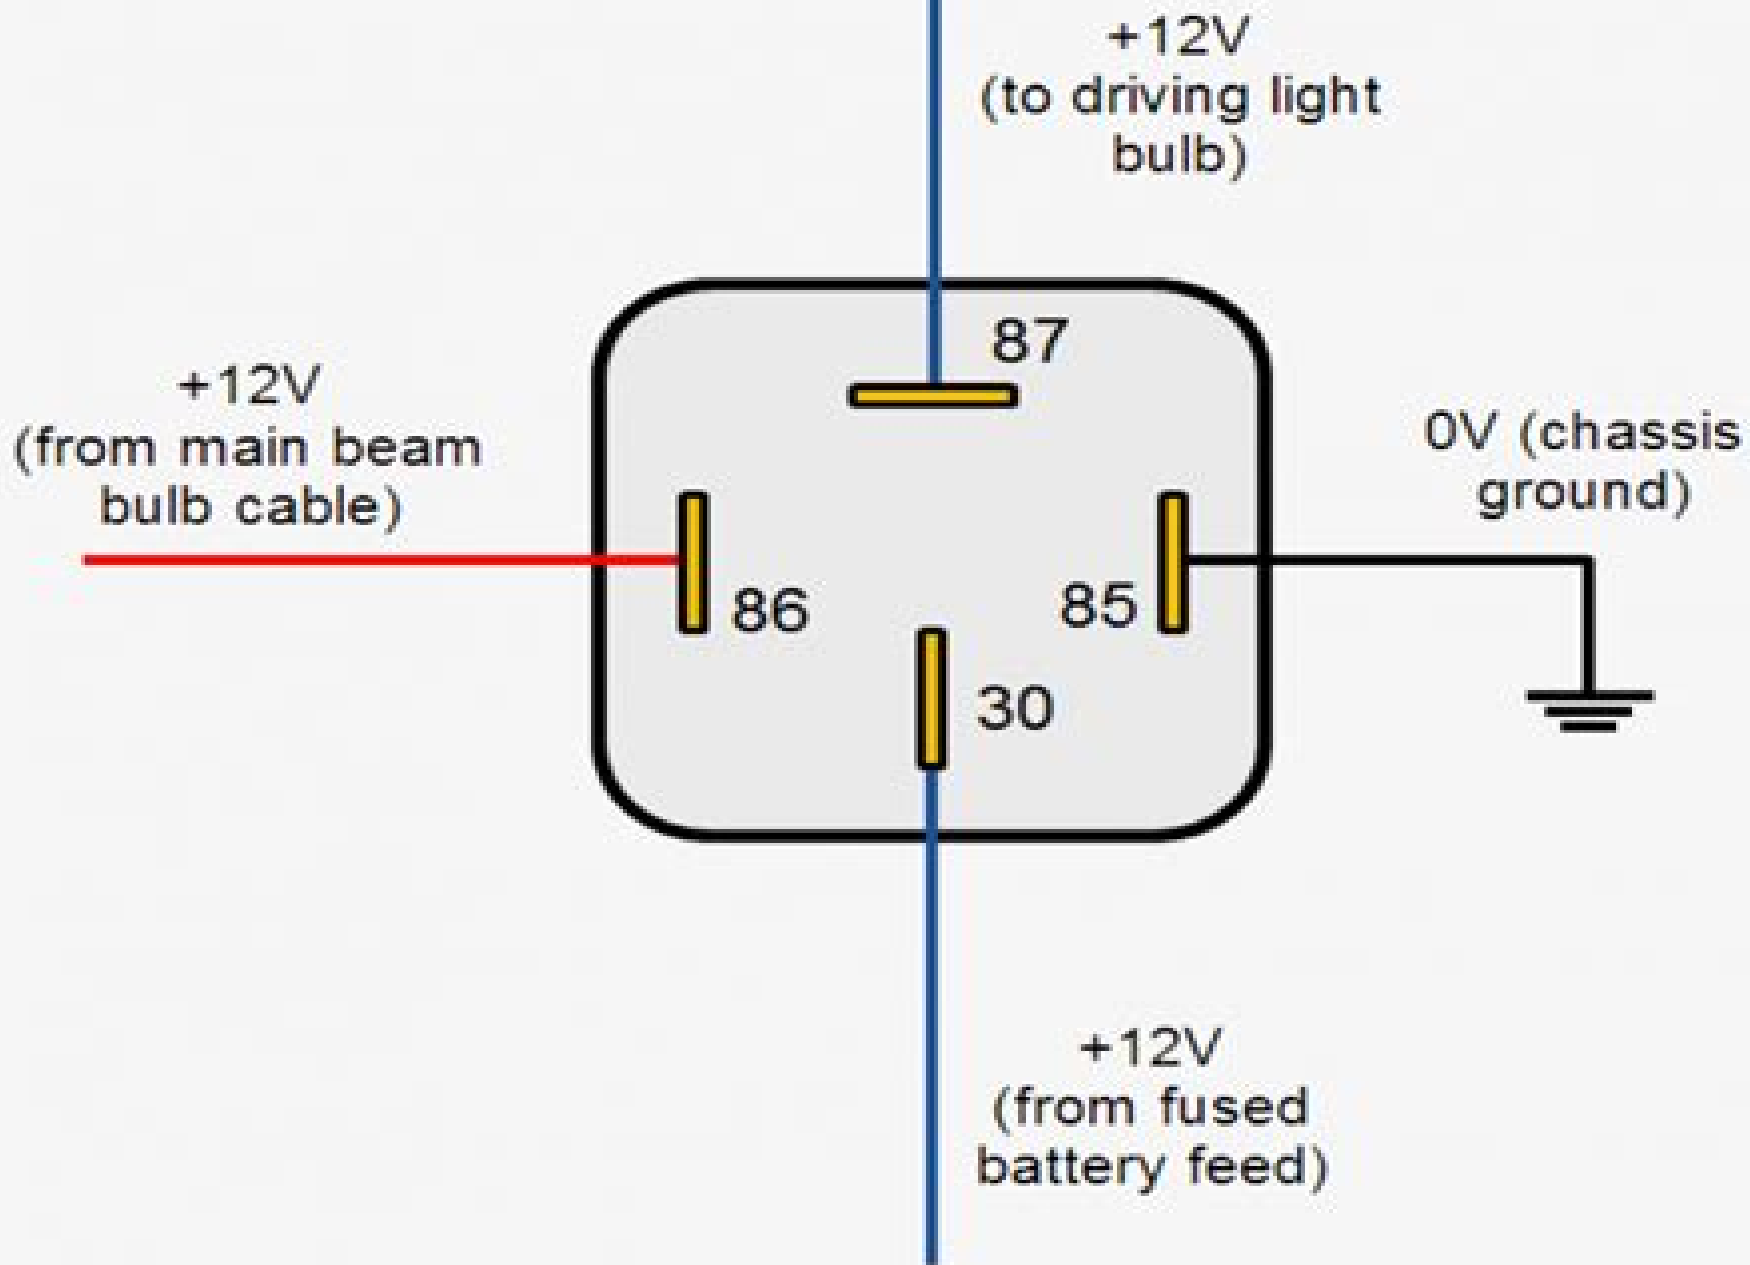 +12V
(to driving light
bulb)
87
+12V
(from main beam
bulb cable)
0V (chassis
ground)
86
85
30
+12V
(from fused
battery feed)